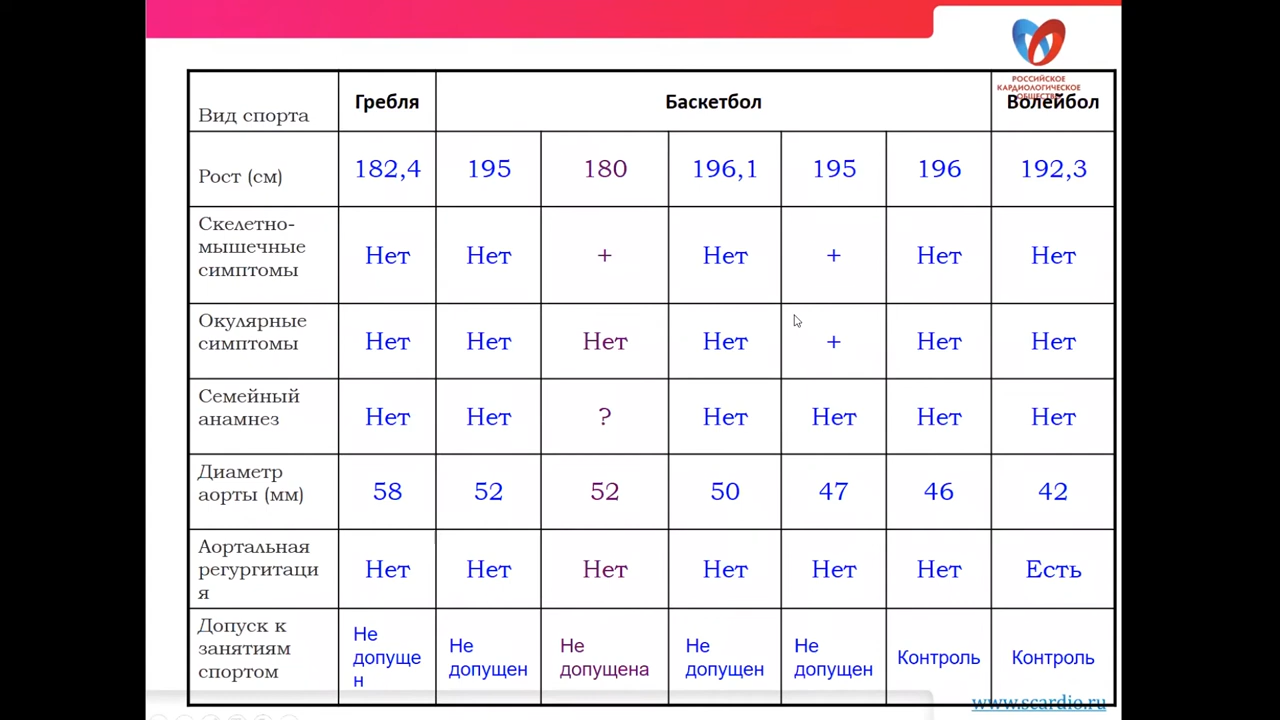 РОССИЙСКОЕ
КАРДИОЛОГИЧЕСКОЕ
ОБЩЕСТВО
Вид спорта Гребля Баскетбол Волейбол
Рост (см) 182,4 195 180 196,1 195 196 192,3
Скелетно-
мышечные
симптомы
Нет Нет + Нет + Нет Нет
Окулярные
симптомы
Нет Нет Нет Нет + Нет Нет
Семейный
анамнез
Нет Нет ? Нет Нет Нет Нет
Диаметр
аорты (мм)
58 52 52 50 47 46 42
Аортальная
регургитаци
я
Нет Нет Нет Нет Нет Нет Есть
Допуск к
занятиям
спортом
Не
допуще
н
Не
допущен
Не
допущена
Не
допущен
Не
допущен
Контроль
Контроль
www.scardio.ru